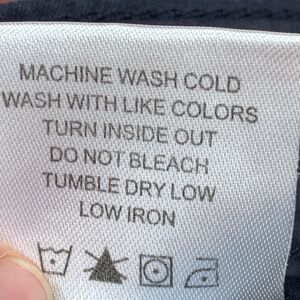 MACHINE WASH COLD
WASH WITH LIKE COLORS
TURN INSIDE OUT
DO NOT BLEACH
TUMBLE DRY LOW
LOW IRON